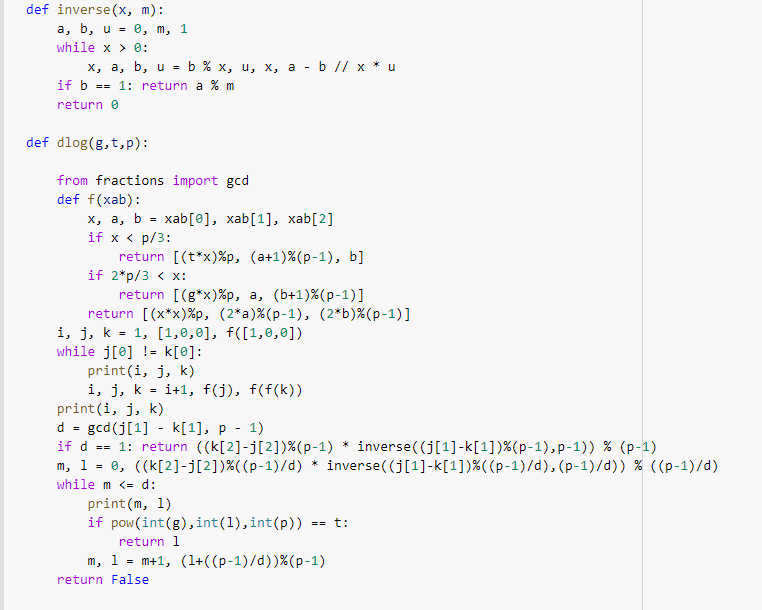 def inverse(x, m):
    a, b, u = 0, m, 1
    while x > 0:
        x, a, b, u = b % x, u, x, a - b // x * u
    if b == 1: return a % m
    return 0

def dlog(g,t,p):

    from fractions import gcd
    def f(xab):
        x, a, b = xab[0], xab[1], xab[2]
        if x < p/3:
            return [(t*x)%p, (a+1)%(p-1), b]
        if 2*p/3 < x:
            return [(g*x)%p, a, (b+1)%(p-1)]
        return [(x*x)%p, (2*a)%(p-1), (2*b)%(p-1)]
    i, j, k = 1, [1,0,0], f([1,0,0])
    while j[0] != k[0]:
        print(i, j, k)
        i, j, k = i+1, f(j), f(f(k))
    print(i, j, k)
    d = gcd(j[1] - k[1], p - 1)
    if d == 1: return ((k[2]-j[2])%(p-1) * inverse((j[1]-k[1])%(p-1),p-1)) % (p-1)
    m, l = 0, ((k[2]-j[2])%((p-1)/d) * inverse((j[1]-k[1])%((p-1)/d),(p-1)/d)) % ((p-1)/d)
    while m <= d:
        print(m, l)
        if pow(int(g),int(l),int(p)) == t:
            return l
        m, l = m+1, (l+((p-1)/d))%(p-1)
    return False